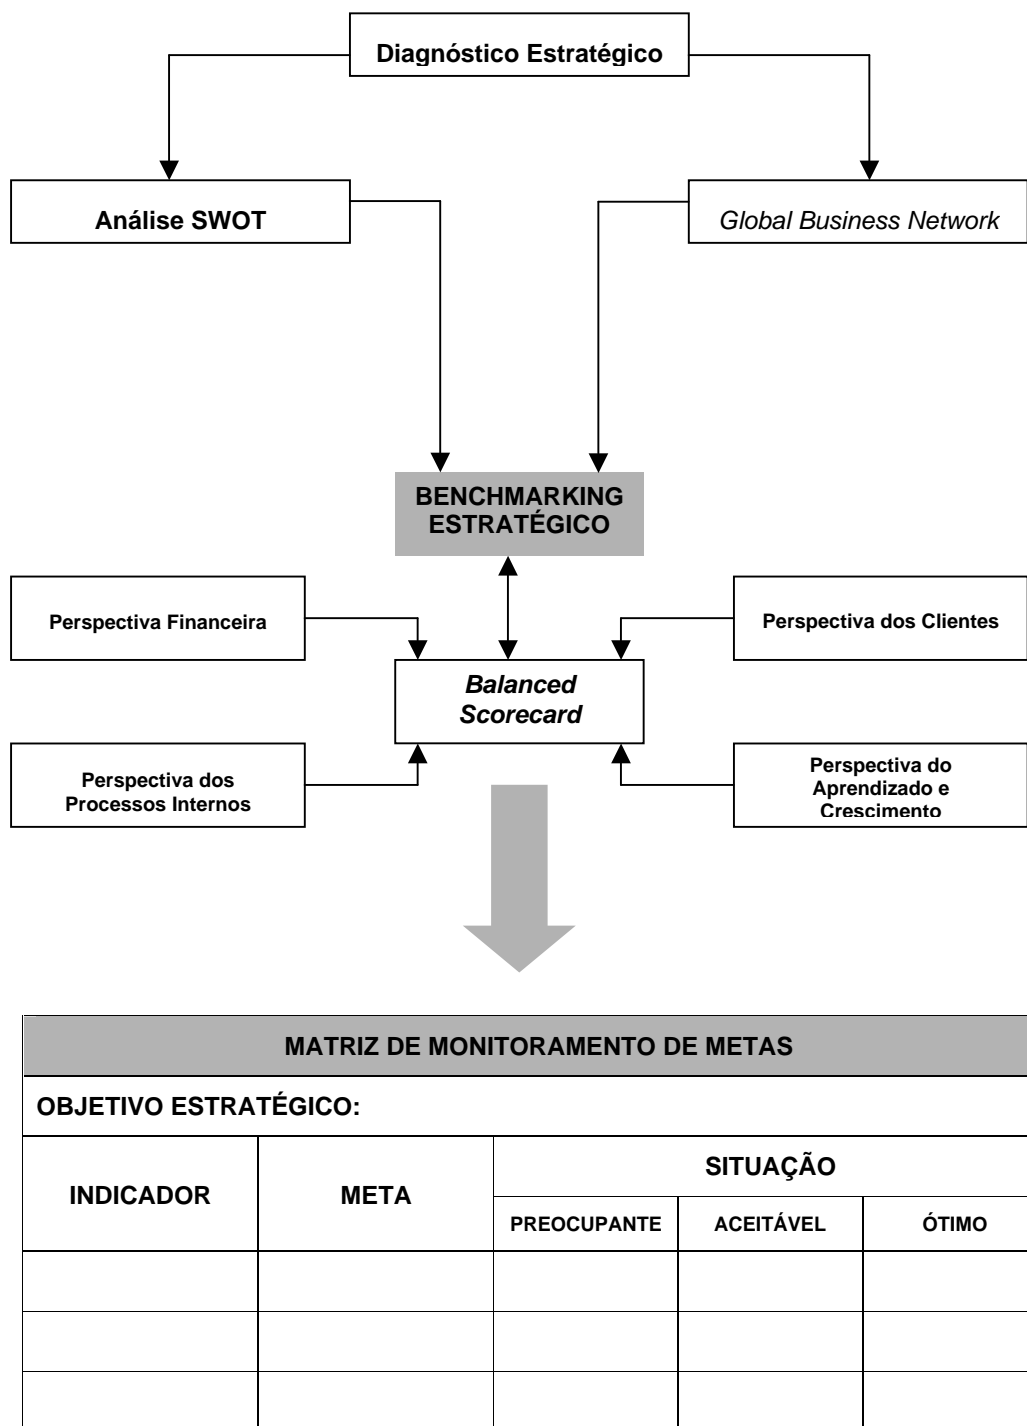 Diagnóstico Estratégico
Análise SWOT
Global Business Network
BENCHMARKING
ESTRATÉGICO
Perspectiva Financeira
Perspectiva dos Clientes
Balanced
Scorecard
Perspectiva dos
Processos Internos
Perspectiva do
Aprendizado e
Crescimento
MATRIZ DE MONITORAMENTO DE METAS
OBJETIVO ESTRATÉGICO:
INDICADOR
META
SITUAÇÃO
PREOCUPANTE
ACEITÁVEL
ÓTIMO